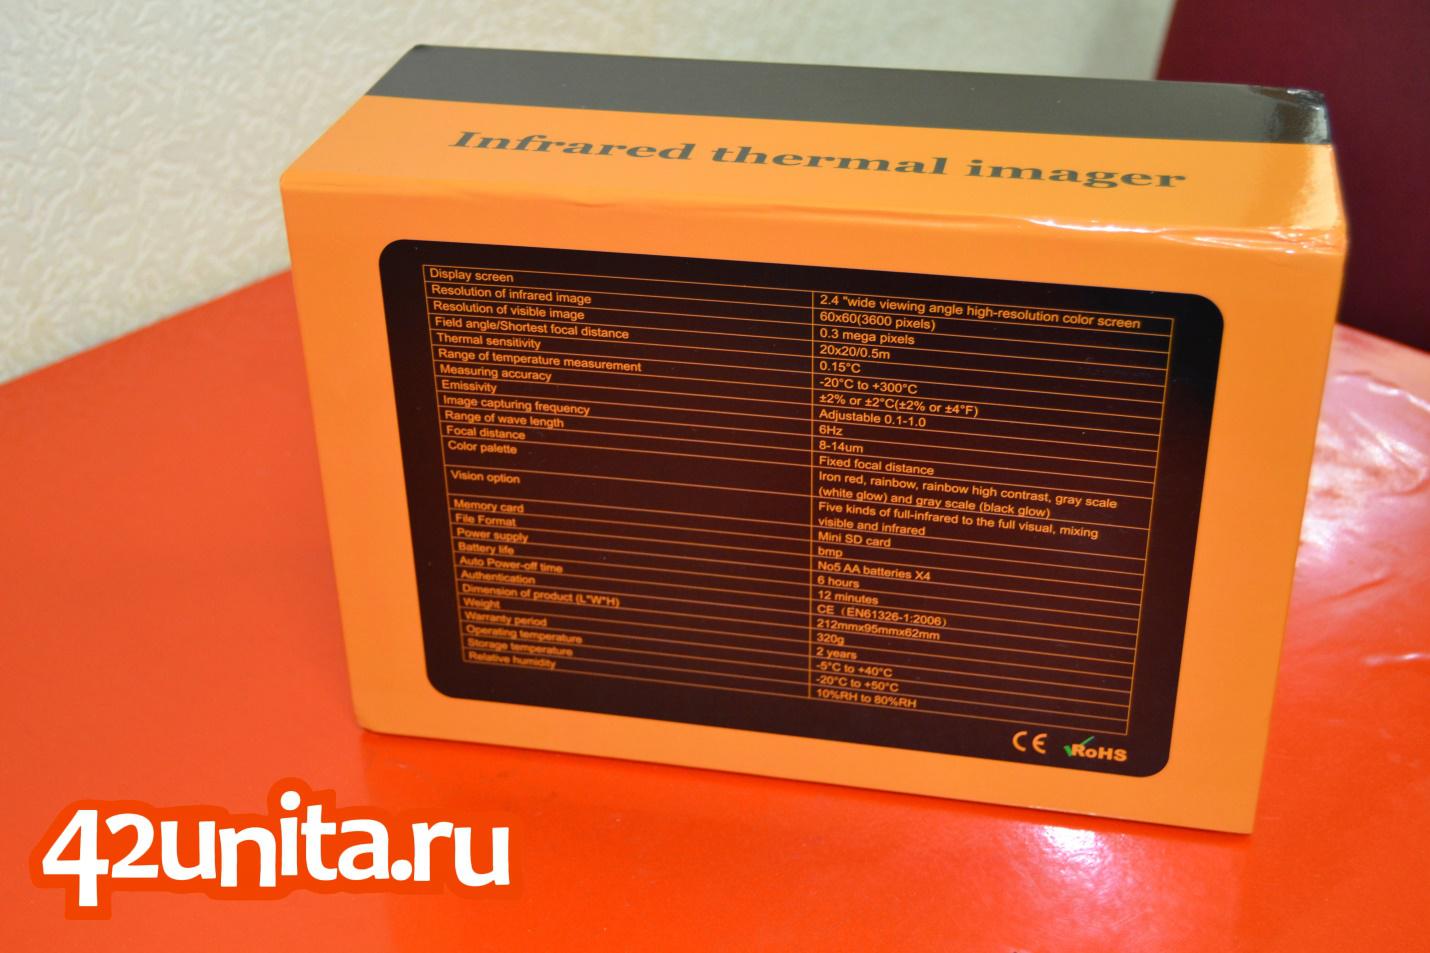 Infrared thermal imager
Display screen 2.4 "wide viewing angle high-resolution color screen
Resolution of infrared image 60x60(3600 pixels)
Resolution of visible image 0.3 mega pixels
Field angle/Shortest focal distance 20x20/0.5m
Thermal sensitivity 0.15°C
Range of temperature measurement -20°C to +300°C
Measuring accuracy ±2% or ±2°C(±2% or ±4°F)
Emissivity Adjustable 0.1-1.0
Image capturing frequency 6Hz
Range of wave length 8-14um
Focal distance Fixed focal distance
Color palette Iron red, rainbow, rainbow high contrast, gray scale
(white glow) and gray scale (black glow)
Vision option Five kinds of full-infrared to the full visual, mixing
visible and infrared
Memory card Mini SD card
File Format bmp
Power supply No5 AA batteries X4
Battery life 6 hours
Auto Power-off time 12 minutes
Authentication CE（EN61326-1:2006）
Dimension of product (L*W*H) 212mmx95mmx62mm
Weight 320g
Warranty period 2 years
Operating temperature -5°C to +40°C
Storage temperature -20°C to +50°C
Relative humidity 10%RH to 80%RH
CE RoHS
42unita.ru